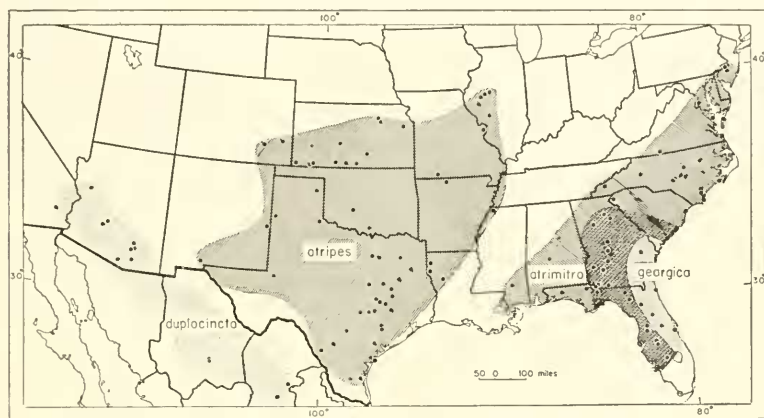 100° 80°
40° 40°
atripes
30 atrimitra georgica 30°
duplocincta
50 0 100 miles
100° 80°